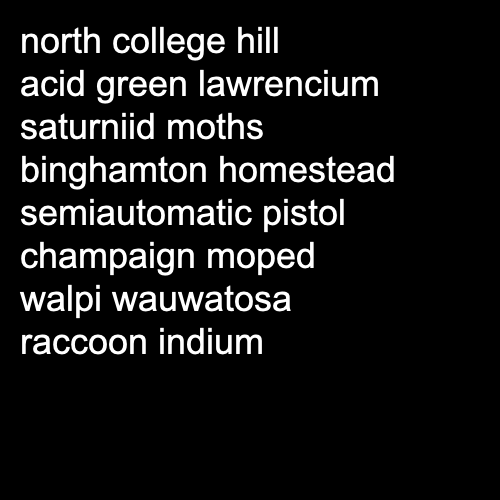 north college hill
acid green lawrencium
saturniid moths
binghamton homestead
semiautomatic pistol
champaign moped
walpi wauwatosa
raccoon indium